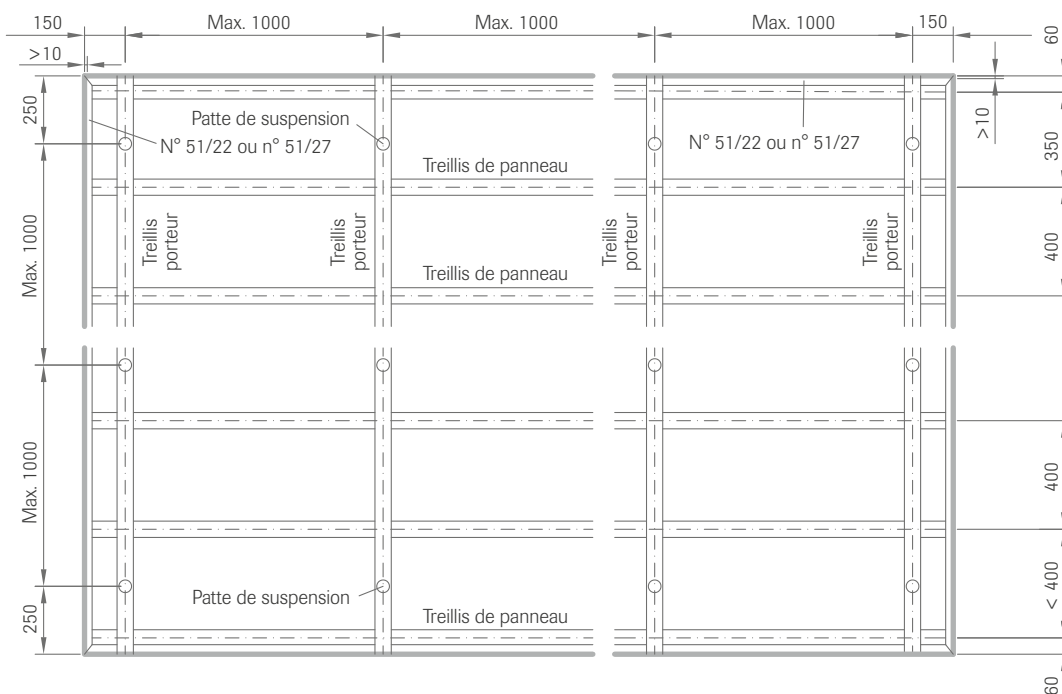 150
Max. 1000
Max. 1000
Max. 1000
150
60
>10
250
Patte de suspension
N° 51/22 ou n° 51/27
N° 51/22 ou n° 51/27
>10
350
Treillis de panneau
Max. 1000
Treillis
porteur
Treillis
porteur
Treillis
porteur
Treillis
porteur
400
Treillis de panneau
Max. 1000
400
< 400
Patte de suspension
250
Treillis de panneau
60